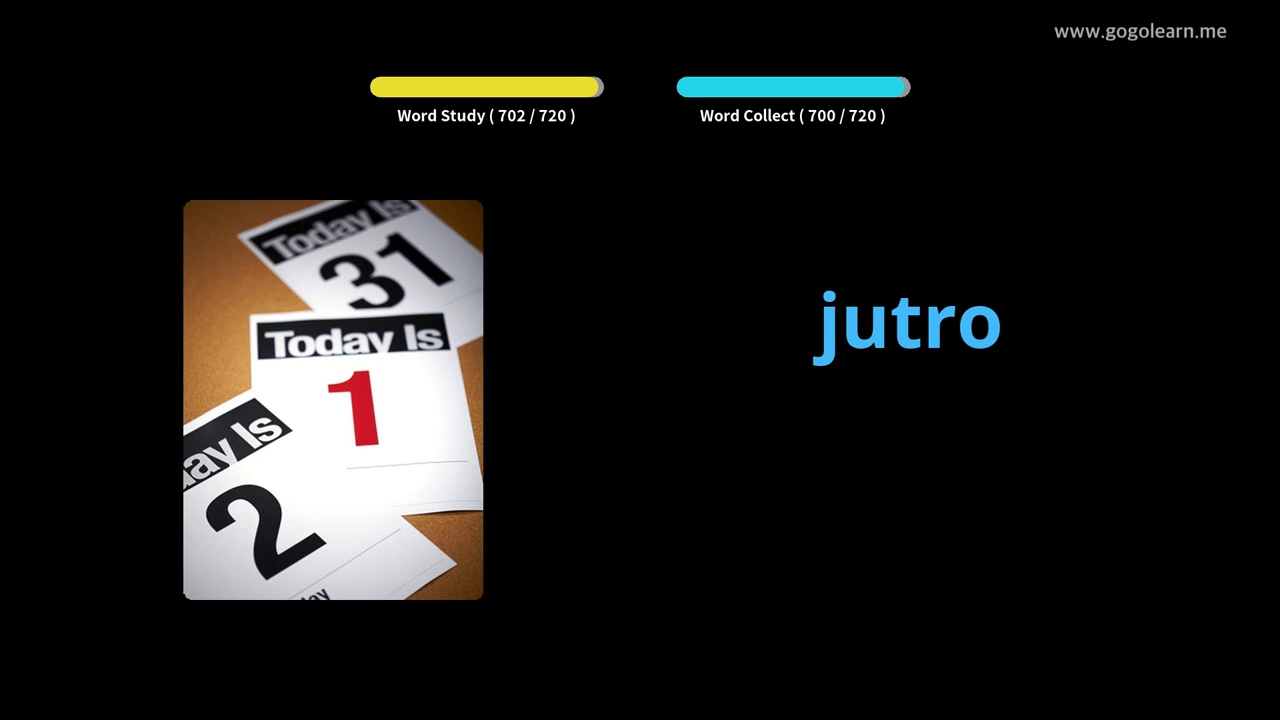 www.gogolearn.me
Word Study ( 702 / 720 )
Word Collect ( 700 / 720 )
Today Is
31
Today Is
1
ay Is
2
ay
jutro